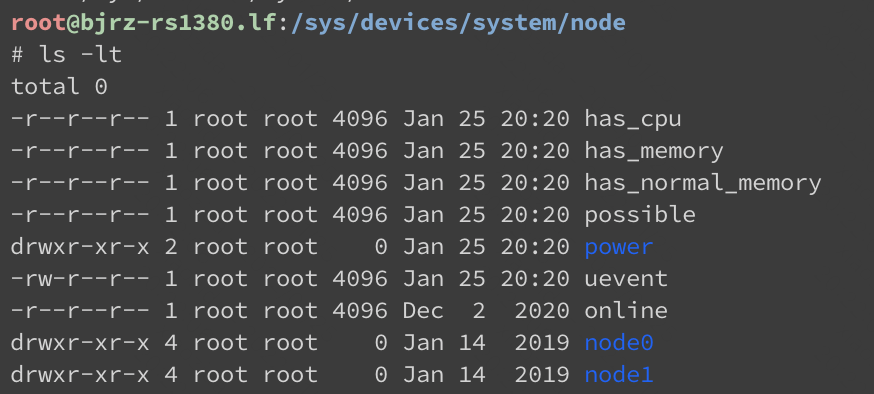 root@bjrz-rs1380.lf:/sys/devices/system/node
# ls -lt
total 0
-r--r--r-- 1 root root 4096 Jan 25 20:20 has_cpu
-r--r--r-- 1 root root 4096 Jan 25 20:20 has_memory
-r--r--r-- 1 root root 4096 Jan 25 20:20 has_normal_memory
-r--r--r-- 1 root root 4096 Jan 25 20:20 possible
drwxr-xr-x 2 root root    0 Jan 25 20:20 power
-rw-r--r-- 1 root root 4096 Jan 25 20:20 uevent
-r--r--r-- 1 root root 4096 Dec  2  2020 online
drwxr-xr-x 4 root root    0 Jan 14  2019 node0
drwxr-xr-x 4 root root    0 Jan 14  2019 node1